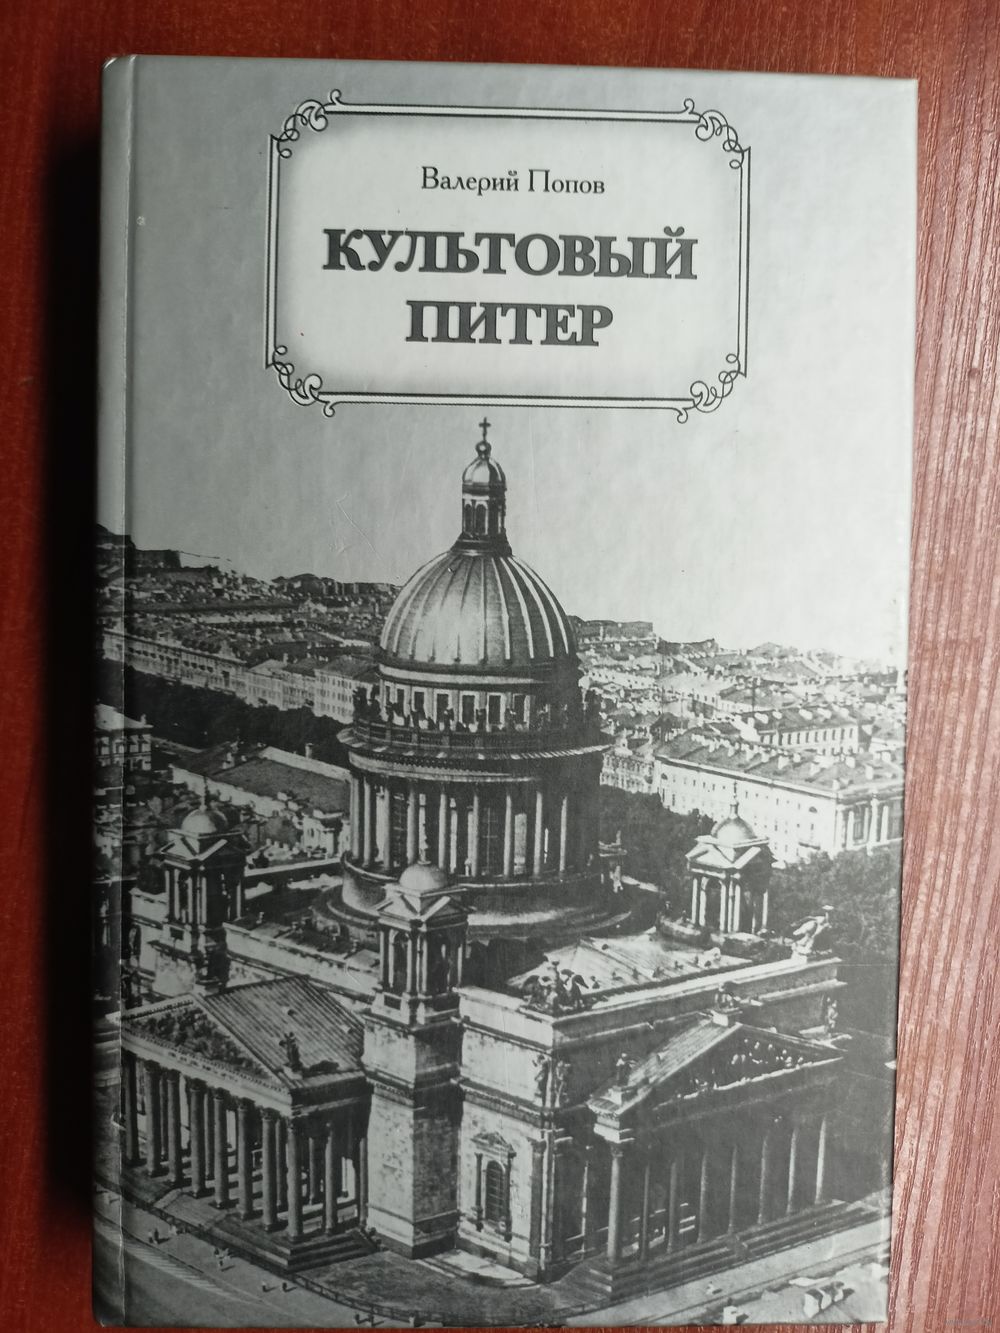 Валерий Попов
КУЛЬТОВЫЙ
ПИТЕР